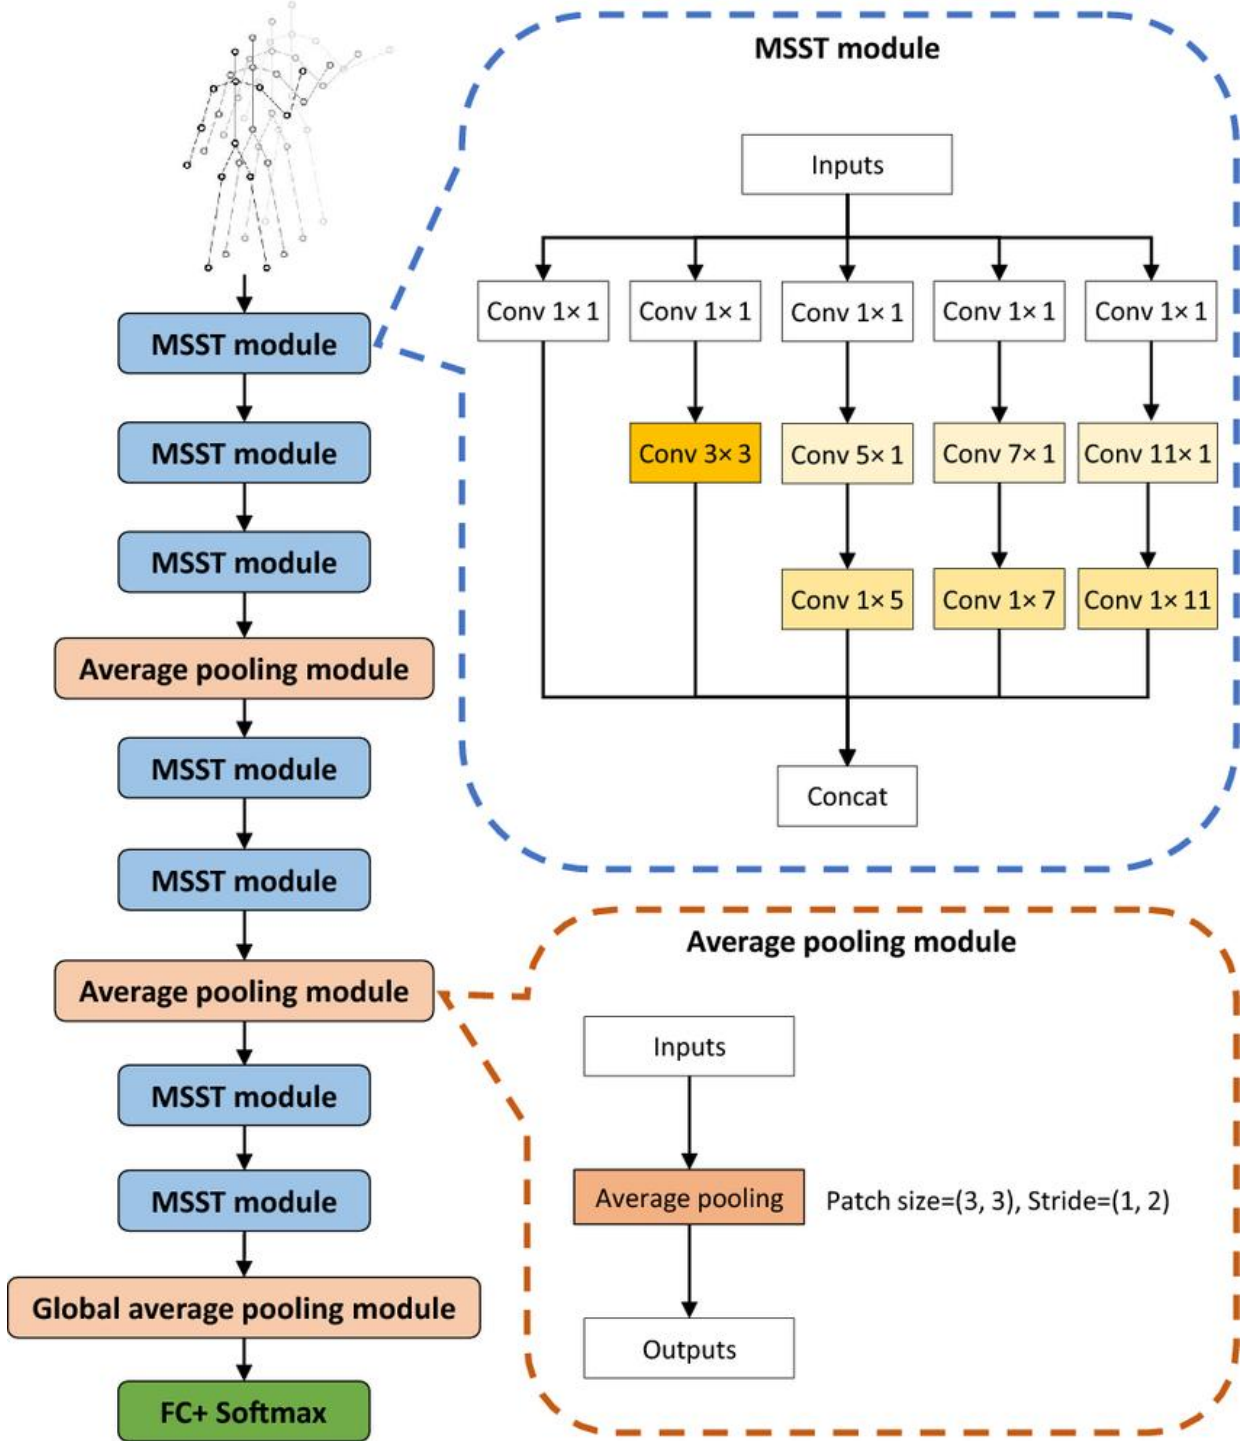 MSST module
MSST module
MSST module
Average pooling module
MSST module
MSST module
Average pooling module
MSST module
MSST module
Global average pooling module
FC+ Softmax
MSST module
Inputs
Conv 1×1 Conv 1×1 Conv 1×1 Conv 1×1 Conv 1×1
Conv 3×3 Conv 5×1 Conv 7×1 Conv 11×1
Conv 1×5 Conv 1×7 Conv 1×11
Concat
Average pooling module
Inputs
Average pooling Patch size=(3, 3), Stride=(1, 2)
Outputs